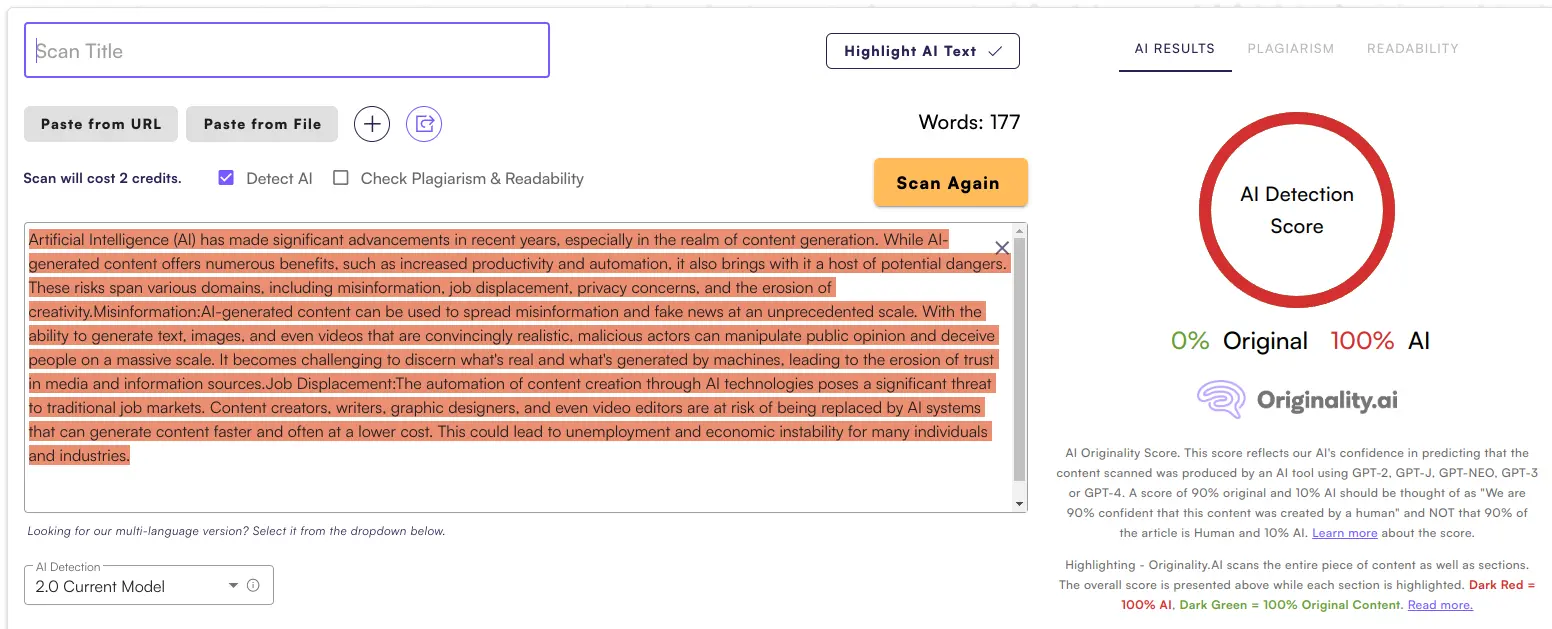 Scan Title
Highlight AI Text
AI RESULTS PLAGIARISM READABILITY
Paste from URL Paste from File
Words: 177
Scan will cost 2 credits. Detect AI Check Plagiarism & Readability
Scan Again
Artificial Intelligence (AI) has made significant advancements in recent years, especially in the realm of content generation. While AI-
generated content offers numerous benefits, such as increased productivity and automation, it also brings with it a host of potential dangers.
These risks span various domains, including misinformation, job displacement, privacy concerns, and the erosion of
creativity.Misinformation:AI-generated content can be used to spread misinformation and fake news at an unprecedented scale. With the
ability to generate text, images, and even videos that are convincingly realistic, malicious actors can manipulate public opinion and deceive
people on a massive scale. It becomes challenging to discern what's real and what's generated by machines, leading to the erosion of trust
in media and information sources.Job Displacement:The automation of content creation through AI technologies poses a significant threat
to traditional job markets. Content creators, writers, graphic designers, and even video editors are at risk of being replaced by AI systems
that can generate content faster and often at a lower cost. This could lead to unemployment and economic instability for many individuals
and industries.
Looking for our multi-language version? Select it from the dropdown below.
AI Detection
2.0 Current Model
AI Detection
Score
0% Original 100% AI
Originality.ai
AI Originality Score. This score reflects our AI's confidence in predicting that the
content scanned was produced by an AI tool using GPT-2, GPT-J, GPT-NEO, GPT-3
or GPT-4. A score of 90% original and 10% AI should be thought of as "We are
90% confident that this content was created by a human" and NOT that 90% of
the article is Human and 10% AI. Learn more about the score.
Highlighting - Originality.AI scans the entire piece of content as well as sections.
The overall score is presented above while each section is highlighted. Dark Red =
100% AI, Dark Green = 100% Original Content. Read more.